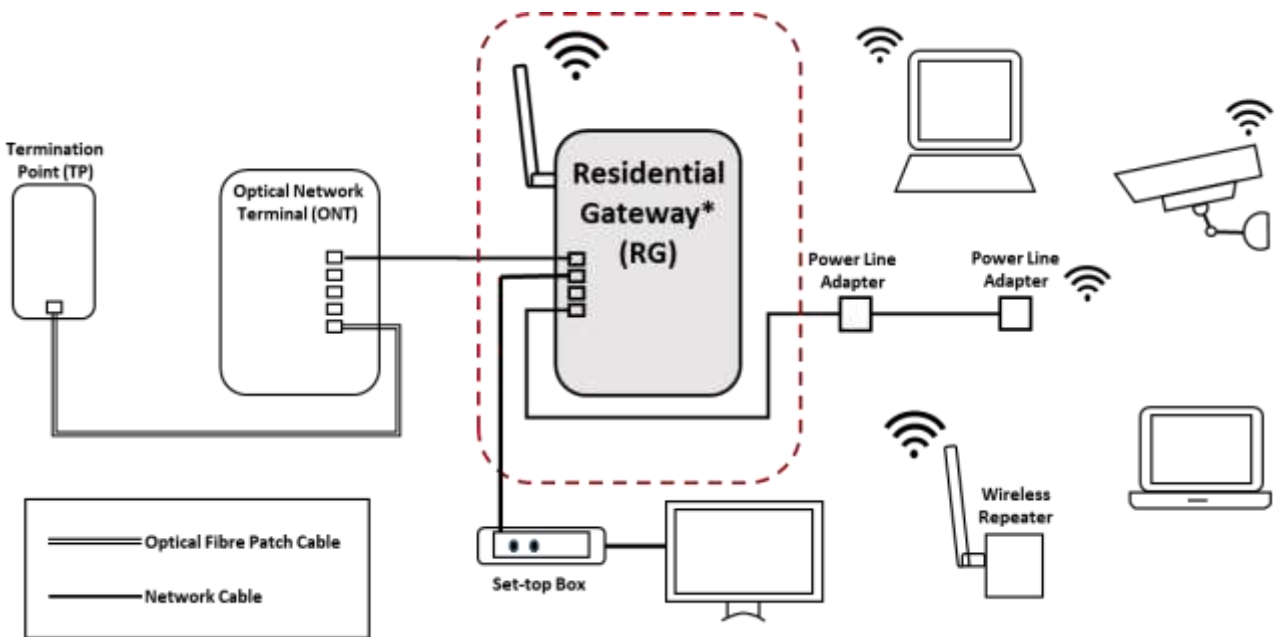 Termination
Point (TP)
Optical Network
Terminal (ONT)
Residential
Gateway*
(RG)
Power Line
Adapter
Power Line
Adapter
Wireless
Repeater
Set-top Box
Optical Fibre Patch Cable
Network Cable